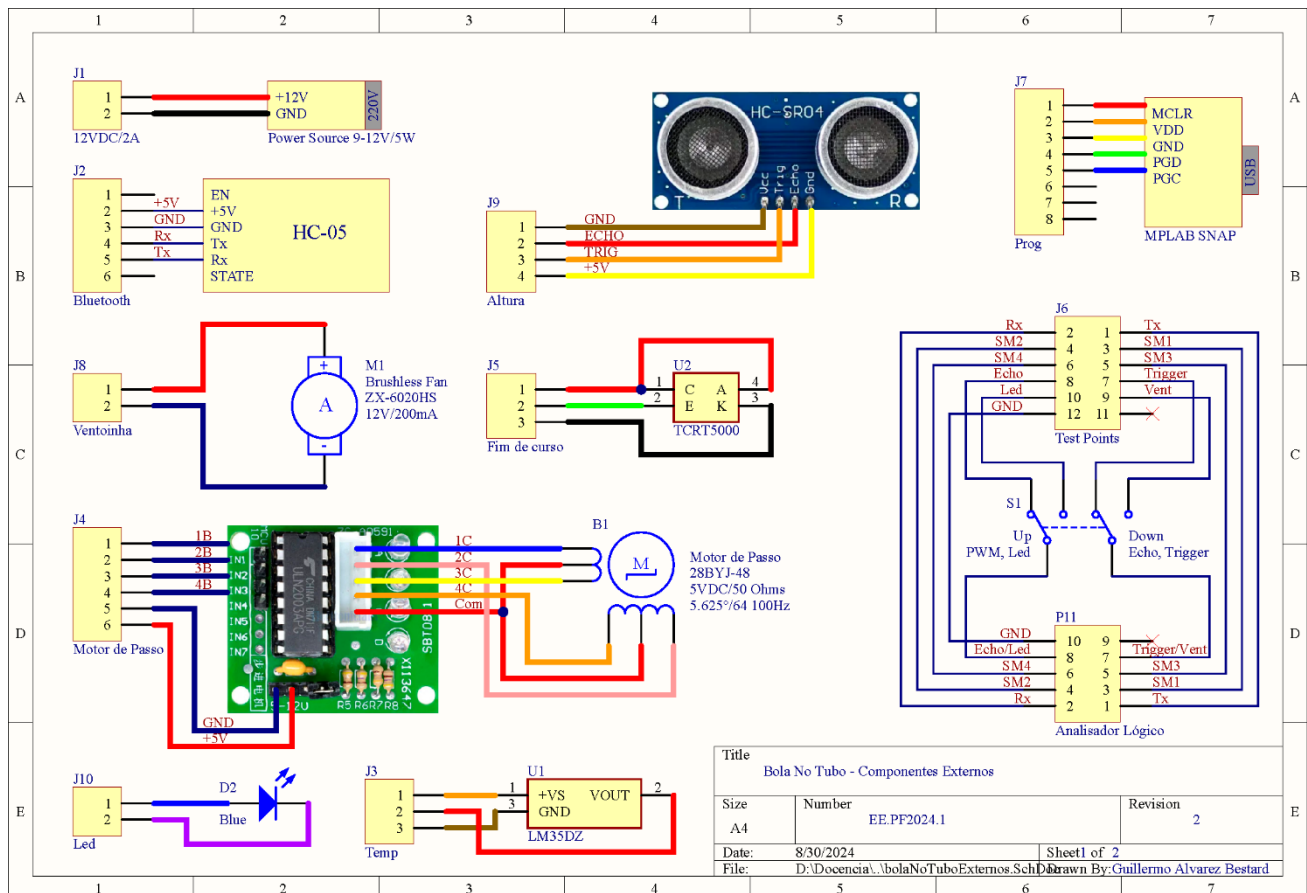 1 2 3 4 5 6 7
A
B
C
D
E
J1
1
2
12VDC/2A
+12V
GND
220V
Power Source 9-12V/5W
J2
1
2
3
4
5
6
Bluetooth
+5V
GND
Rx
Tx
EN
+5V
GND
Tx
Rx
STATE
HC-05
HC-SR04
Vcc
Trig
Echo
Gnd
T
R
J9
1
2
3
4
Altura
GND
ECHO
TRIG
+5V
J7
1
2
3
4
5
6
7
8
Prog
MCLR
VDD
GND
PGD
PGC
USB
MPLAB SNAP
J8
1
2
Ventoinha
+
A
-
M1
Brushless Fan
ZX-6020HS
12V/200mA
J5
1
2
3
Fim de curso
U2
1 C A 4
2 E K 3
TCRT5000
J6
Rx 2 1 Tx
SM2 4 3 SM1
SM4 6 5 SM3
Echo 8 7 Trigger
Led 10 9 Vent
GND 12 11
Test Points
S1
Up
PWM, Led
Down
Echo, Trigger
P11
GND 10 9
Echo/Led 8 7 Trigger/Vent
SM4 6 5 SM3
SM2 4 3 SM1
Rx 2 1 Tx
Analisador Lógico
J4
1
2
3
4
5
6
Motor de Passo
1B
2B
3B
4B
GND
+5V
IN1
IN2
IN3
IN4
IN5
IN6
IN7
ULN2003APG
CHINA
A
D
SBT0811
X113647
R5 R6 R7 R8
1C
2C
3C
4C
Com
B1
M
Motor de Passo
28BYJ-48
5VDC/50 Ohms
5.625°/64 100Hz
J10
1
2
Led
D2
Blue
J3
1
2
3
Temp
U1
1 +VS VOUT 2
3 GND
LM35DZ
Title
Bola No Tubo - Componentes Externos
Size Number Revision
A4 EE.PF2024.1 2
Date: 8/30/2024 Sheet1 of 2
File: D:\Docencia\..\bolaNoTuboExternos.SchDoc Drawn By: Guillermo Alvarez Bestard
A
B
C
D
E
1 2 3 4 5 6 7